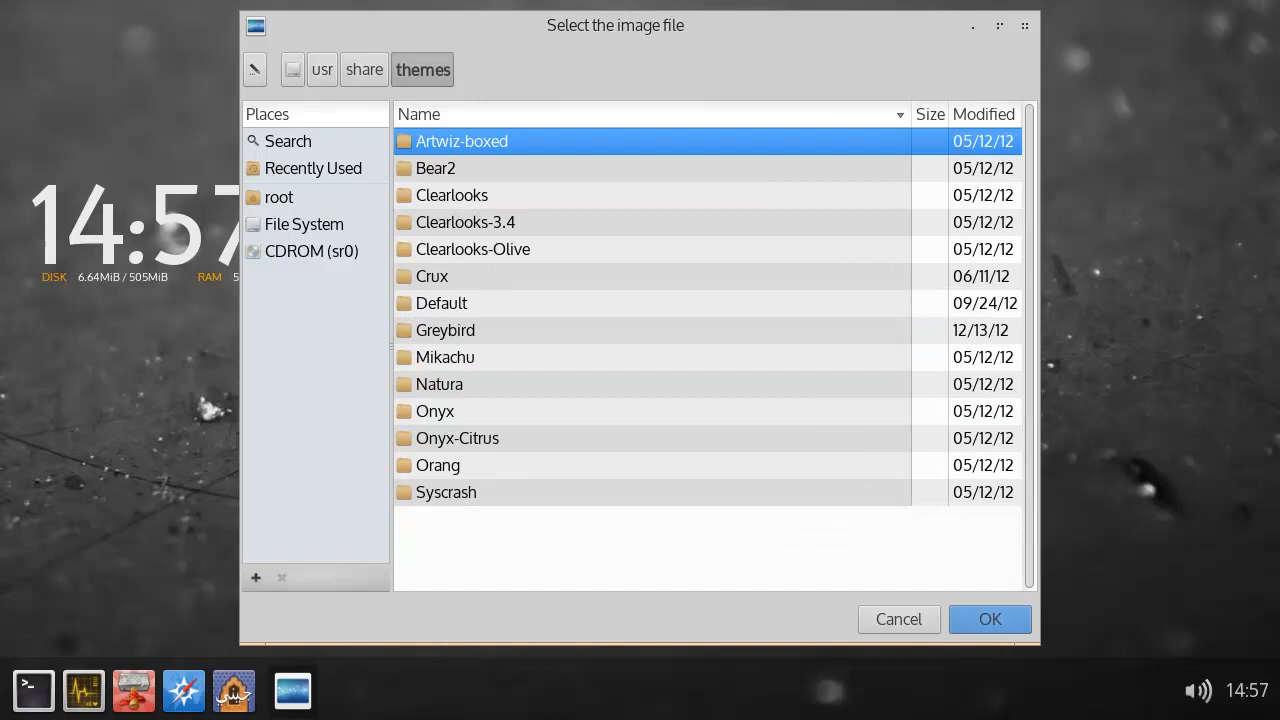 Select the image file
usr share themes
Places Name Size Modified
Search Artwiz-boxed 05/12/12
Recently Used Bear2 05/12/12
root Clearlooks 05/12/12
File System Clearlooks-3.4 05/12/12
CDROM (sr0) Clearlooks-Olive 05/12/12
Crux 06/11/12
Default 09/24/12
Greybird 12/13/12
Mikachu 05/12/12
Natura 05/12/12
Onyx 05/12/12
Onyx-Citrus 05/12/12
Orang 05/12/12
Syscrash 05/12/12
Cancel OK
14:57
DISK 6.64MiB / 505MiB RAM 5
>_
14:57